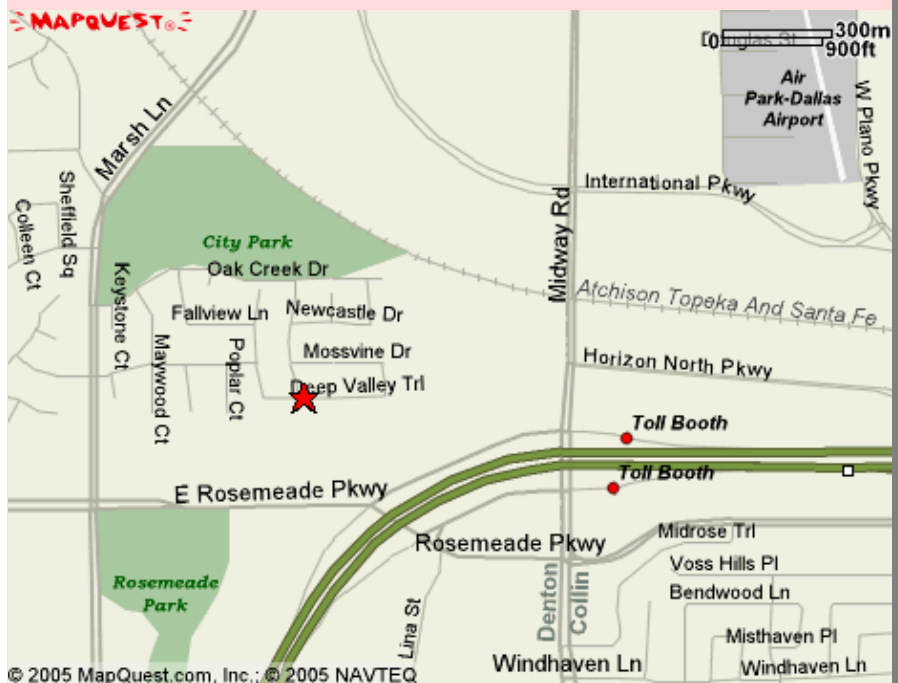 MAPQUEST®
300m
0
900ft
Douglas St
Air
Park-Dallas
Airport
W Plano Pkwy
Marsh Ln
International Pkwy
Sheffield Sq
Colleen Ct
Midway Rd
City Park
Oak Creek Dr
Keystone Ct
Atchison Topeka And Santa Fe
Fallview Ln
Newcastle Dr
Maywood Ct
Poplar Ct
Mossvine Dr
Horizon North Pkwy
Deep Valley Trl
Toll Booth
Toll Booth
E Rosemeade Pkwy
Rosemeade Pkwy
Midrose Trl
Voss Hills Pl
Rosemeade
Park
Denton
Collin
Bendwood Ln
Lina St
Misthaven Pl
Windhaven Ln
Windhaven Ln
© 2005 MapQuest.com, Inc.; © 2005 NAVTEQ